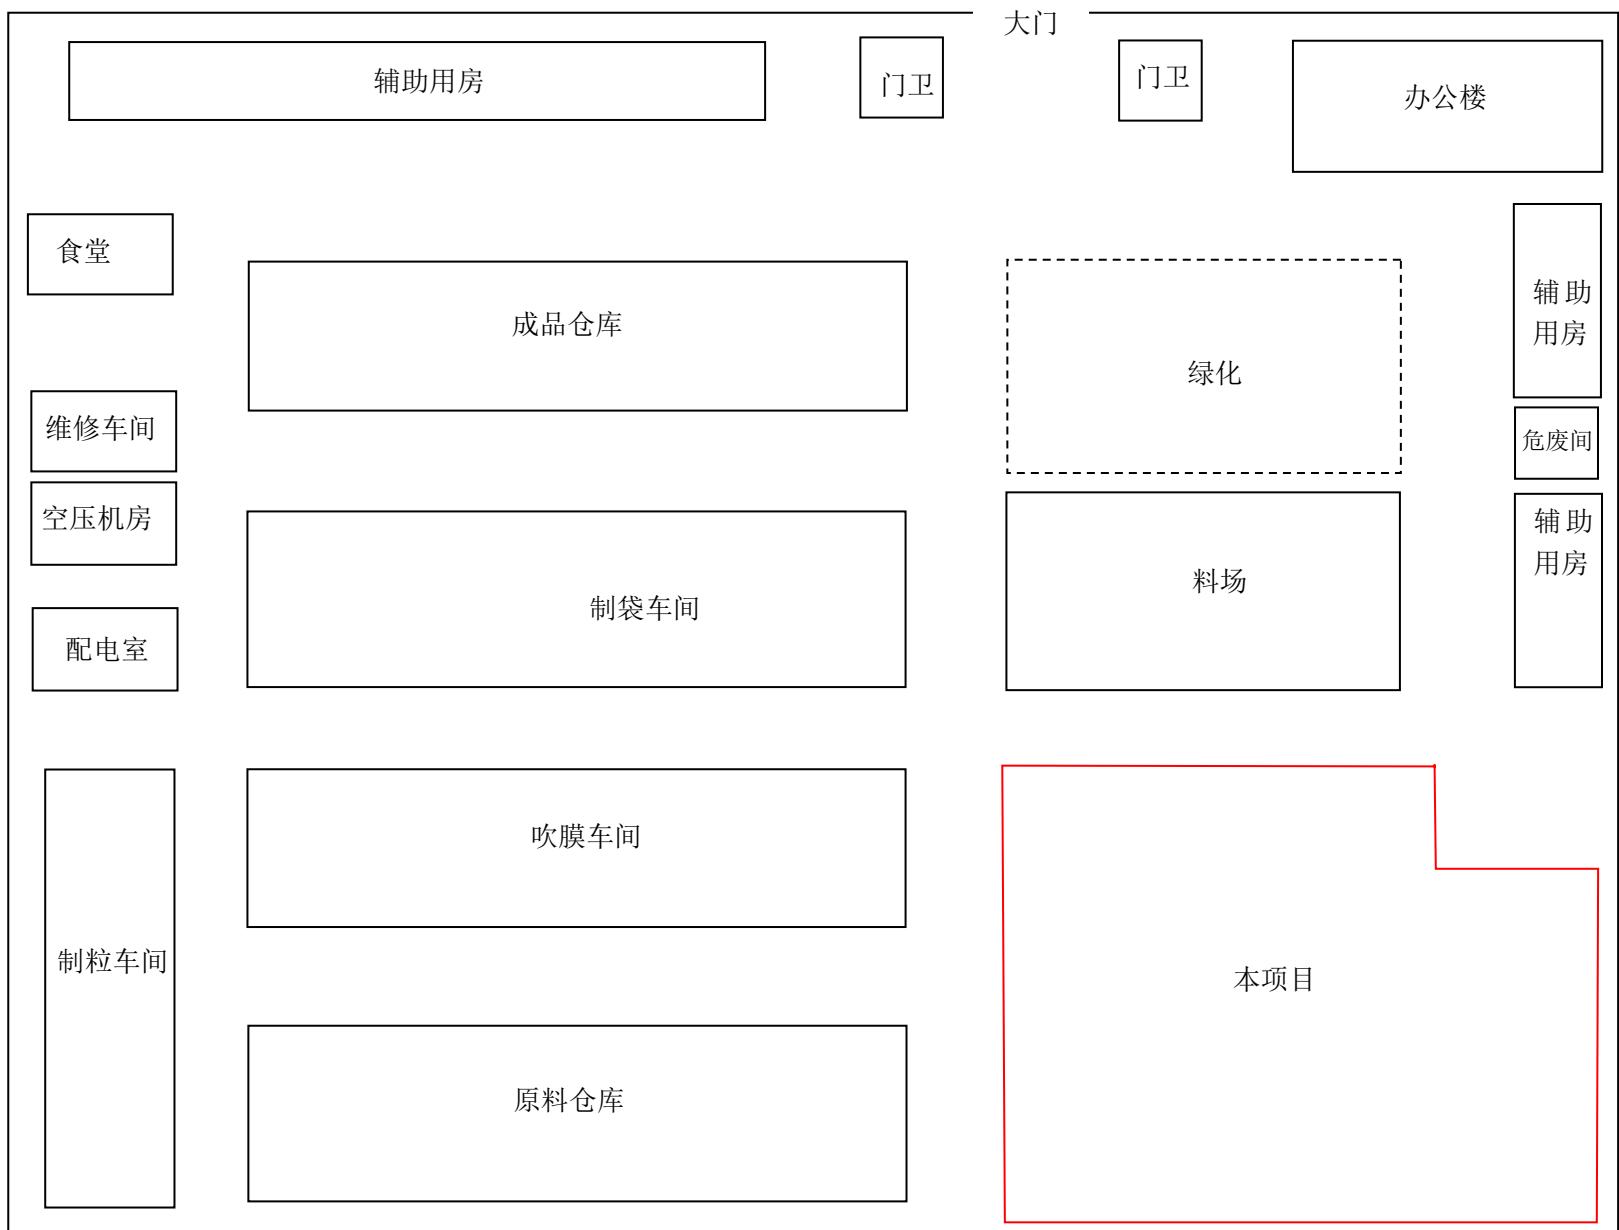 大门
辅助用房
门卫
门卫
办公楼
食堂
成品仓库
绿化
辅助
用房
维修车间
危废间
空压机房
制袋车间
料场
辅助
用房
配电室
吹膜车间
制粒车间
本项目
原料仓库